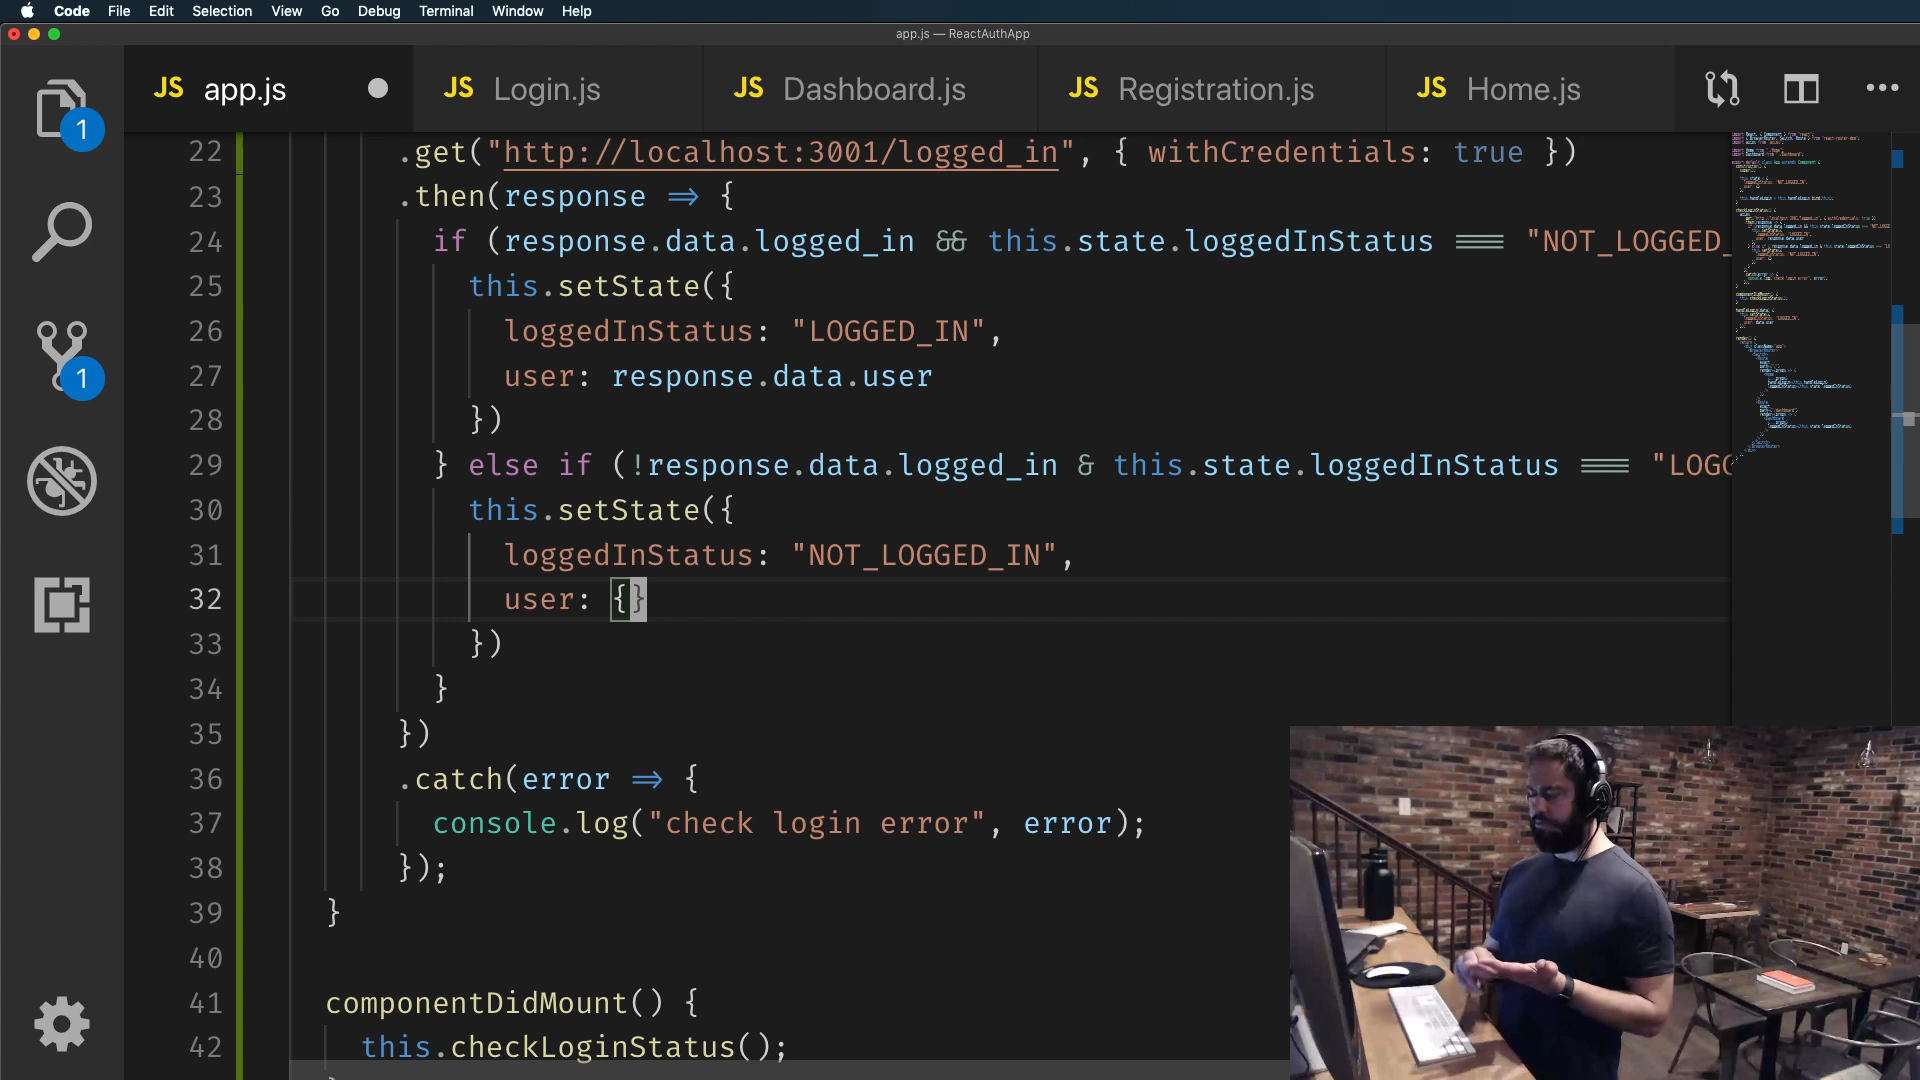 Code File Edit Selection View Go Debug Terminal Window Help
app.js — ReactAuthApp
JS app.js JS Login.js JS Dashboard.js JS Registration.js JS Home.js
1
1
22 .get("http://localhost:3001/logged_in", { withCredentials: true })
23 .then(response => {
24 if (response.data.logged_in && this.state.loggedInStatus === "NOT_LOGGED_
25 this.setState({
26 loggedInStatus: "LOGGED_IN",
27 user: response.data.user
28 })
29 } else if (!response.data.logged_in & this.state.loggedInStatus === "LOGG
30 this.setState({
31 loggedInStatus: "NOT_LOGGED_IN",
32 user: {}
33 })
34 }
35 })
36 .catch(error => {
37 console.log("check login error", error);
38 });
39 }
40
41 componentDidMount() {
42 this.checkLoginStatus();